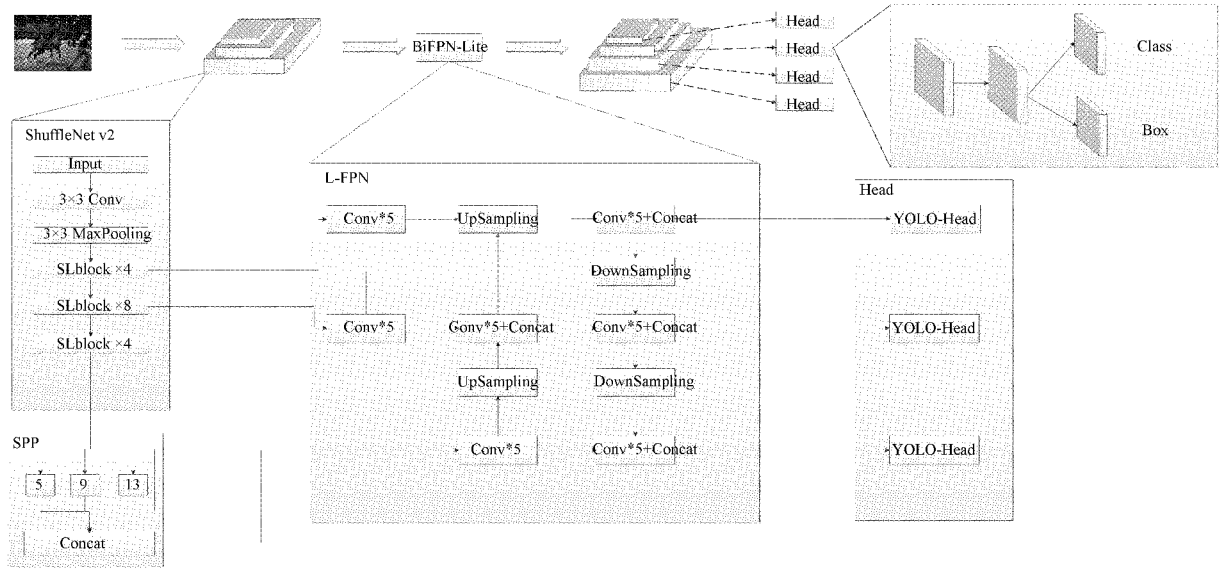 Head
BiFPN-Lite
Head
Head
Head
Class
Box
ShuffleNet v2
Input
3×3 Conv
3×3 MaxPooling
SLblock ×4
SLblock ×8
SLblock ×4
SPP
5 9 13
Concat
L-FPN
Conv*5 UpSampling Conv*5+Concat
DownSampling
Conv*5 Conv*5+Concat Conv*5+Concat
UpSampling DownSampling
Conv*5 Conv*5+Concat
Head
YOLO-Head
YOLO-Head
YOLO-Head